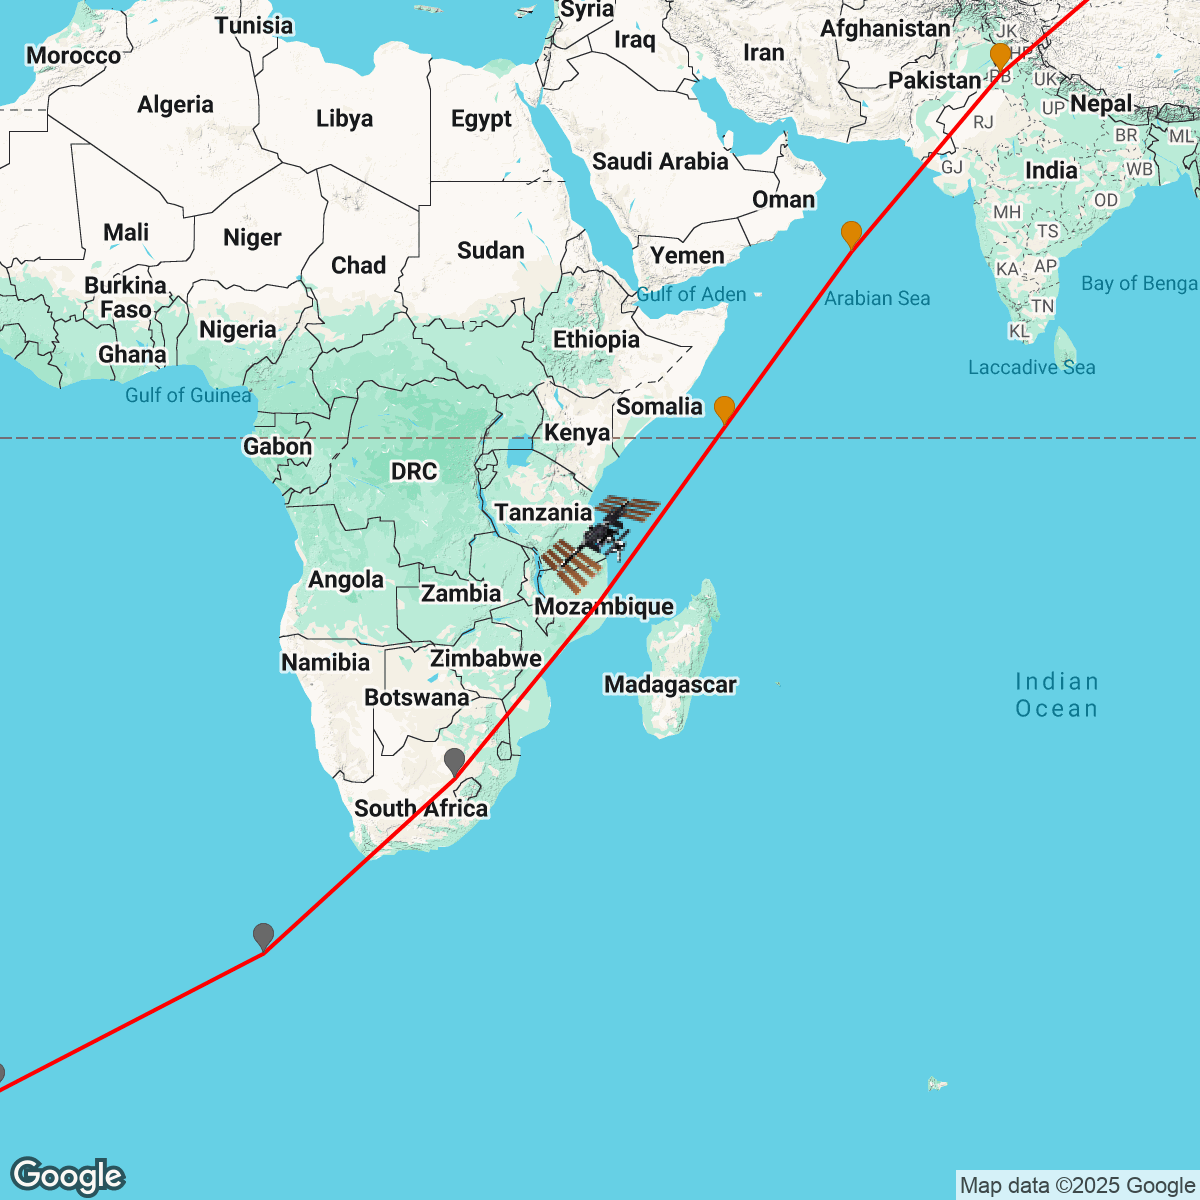 Syria
Tunisia
Afghanistan
JK
Iraq
Iran
Morocco
HP
Pakistan
PB
UK
Algeria
Libya
Egypt
UP
Nepal
RJ
BR
ML
Saudi Arabia
GJ
India
WB
Oman
OD
MH
Mali
Niger
TS
Sudan
Yemen
Chad
KA
AP
Burkina
Faso
Gulf of Aden
Arabian Sea
Bay of Benga
TN
Nigeria
Ethiopia
KL
Ghana
Laccadive Sea
Gulf of Guinea
Somalia
Kenya
Gabon
DRC
Tanzania
Angola
Zambia
Mozambique
Namibia
Zimbabwe
Madagascar
Indian
Ocean
Botswana
South Africa
Google
Map data ©2025 Google